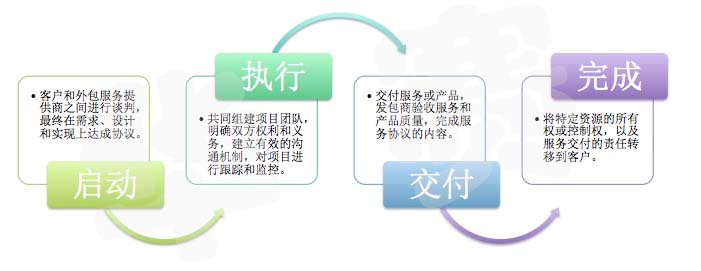 • 客户和外包服务提
供商之间进行谈判,
最终在需求、设计
和实现上达成协议。
启动
执行
• 共同组建项目团队,
明确双方权利和义
务，建立有效的沟
通机制，对项目进
行跟踪和监控。
• 交付服务或产品，
发包商验收服务和
产品质量，完成服
务协议的内容。
交付
完成
• 将特定资源的所有
权或控制权，以及
服务交付的责任转
移到客户。